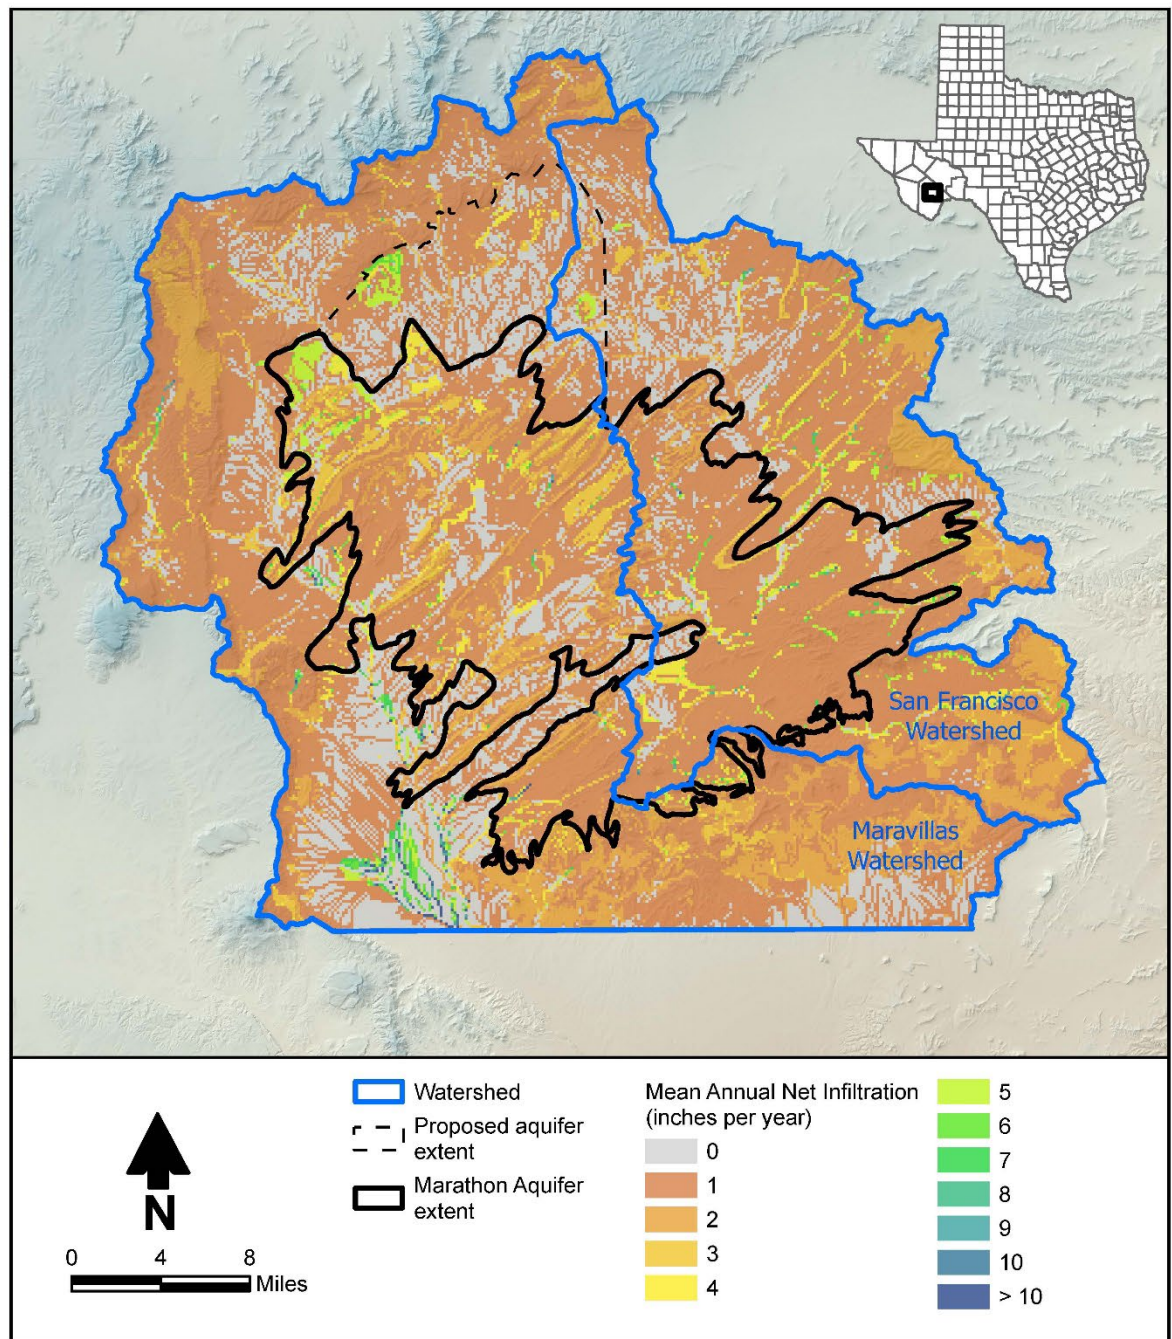 San Francisco
Watershed
Maravillas
Watershed
N
0 4 8
Miles
Watershed
Proposed aquifer
extent
Marathon Aquifer
extent
Mean Annual Net Infiltration
(inches per year)
0
1
2
3
4
5
6
7
8
9
10
> 10